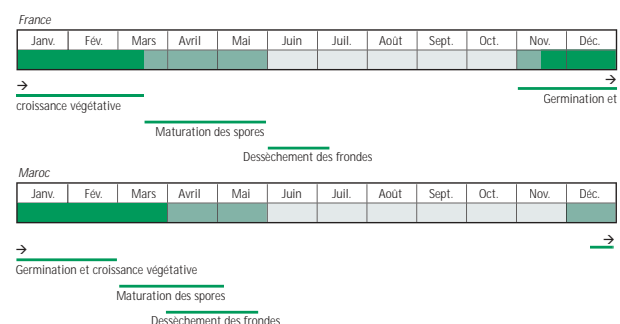 France
Janv. Fév. Mars Avril Mai Juin Juil. Août Sept. Oct. Nov. Déc.
→ →
croissance végétative Germination et
Maturation des spores
Dessèchement des frondes
Maroc
Janv. Fév. Mars Avril Mai Juin Juil. Août Sept. Oct. Nov. Déc.
→ →
Germination et croissance végétative
Maturation des spores
Dessèchement des frondes